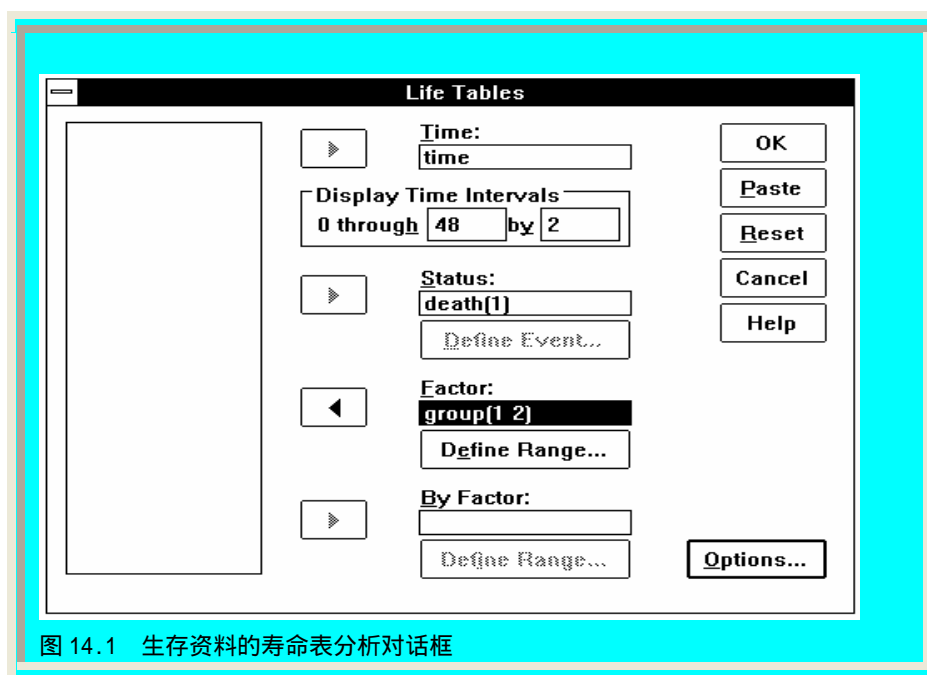 Life Tables
Time:
time
Display Time Intervals
0 through 48 by 2
Status:
death(1)
Define Event...
Factor:
group(1 2)
Define Range...
By Factor:
Define Range...
OK
Paste
Reset
Cancel
Help
Options...
图 14.1 生存资料的寿命表分析对话框